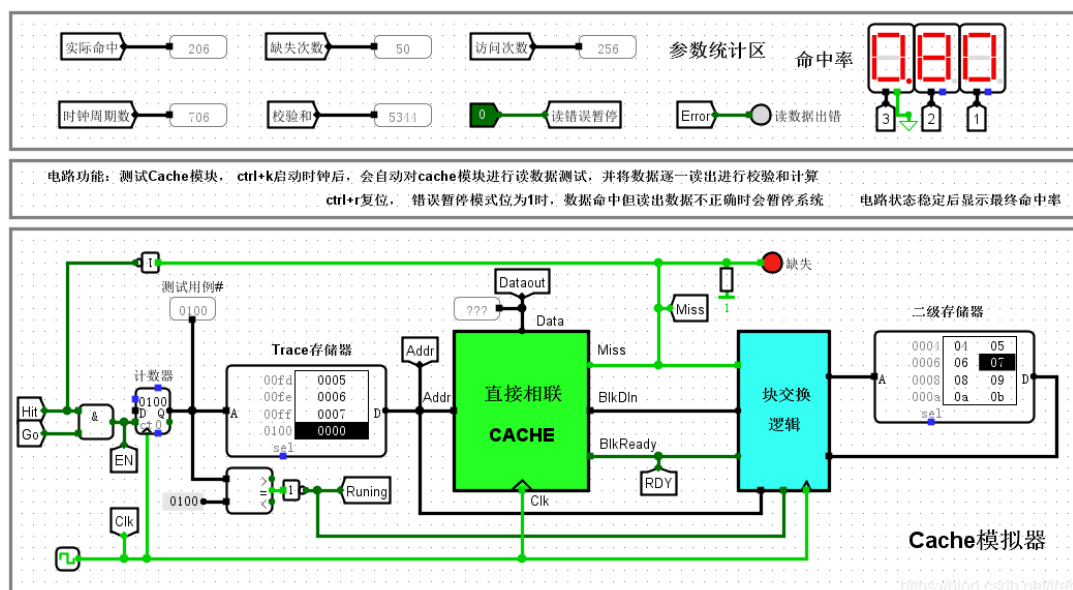 实际命中 206 缺失次数 50 访问次数 256 参数统计区 命中率 0.80
时钟周期数 706 校验和 5344 0 读错误暂停 Error 读数据出错 3 2 1
电路功能：测试Cache模块， ctrl+k启动时钟后，会自动对cache模块进行读数据测试，并将数据逐一读出进行校验和计算
ctrl+r复位， 错误暂停模式位为1时，数据命中但读出数据不正确时会暂停系统 电路状态稳定后显示最终命中率
1 缺失
测试用例#
0100
Dataout
???
Data
Miss
1
二级存储器
0004 04 05
0006 06 07
0008 08 09
000a 0a 0b
A D
sel
Trace存储器
00fd 0005
00fe 0006
00ff 0007
0100 0000
A D
sel
Addr
Addr
计数器
0100
D Q
ct 0
Hit
Go
&
EN
直接相联
CACHE
Miss
BlkDIn
BlkReady
Clk
RDY
块交换
逻辑
>
=
<
1
Runing
0100
Clk
Cache模拟器